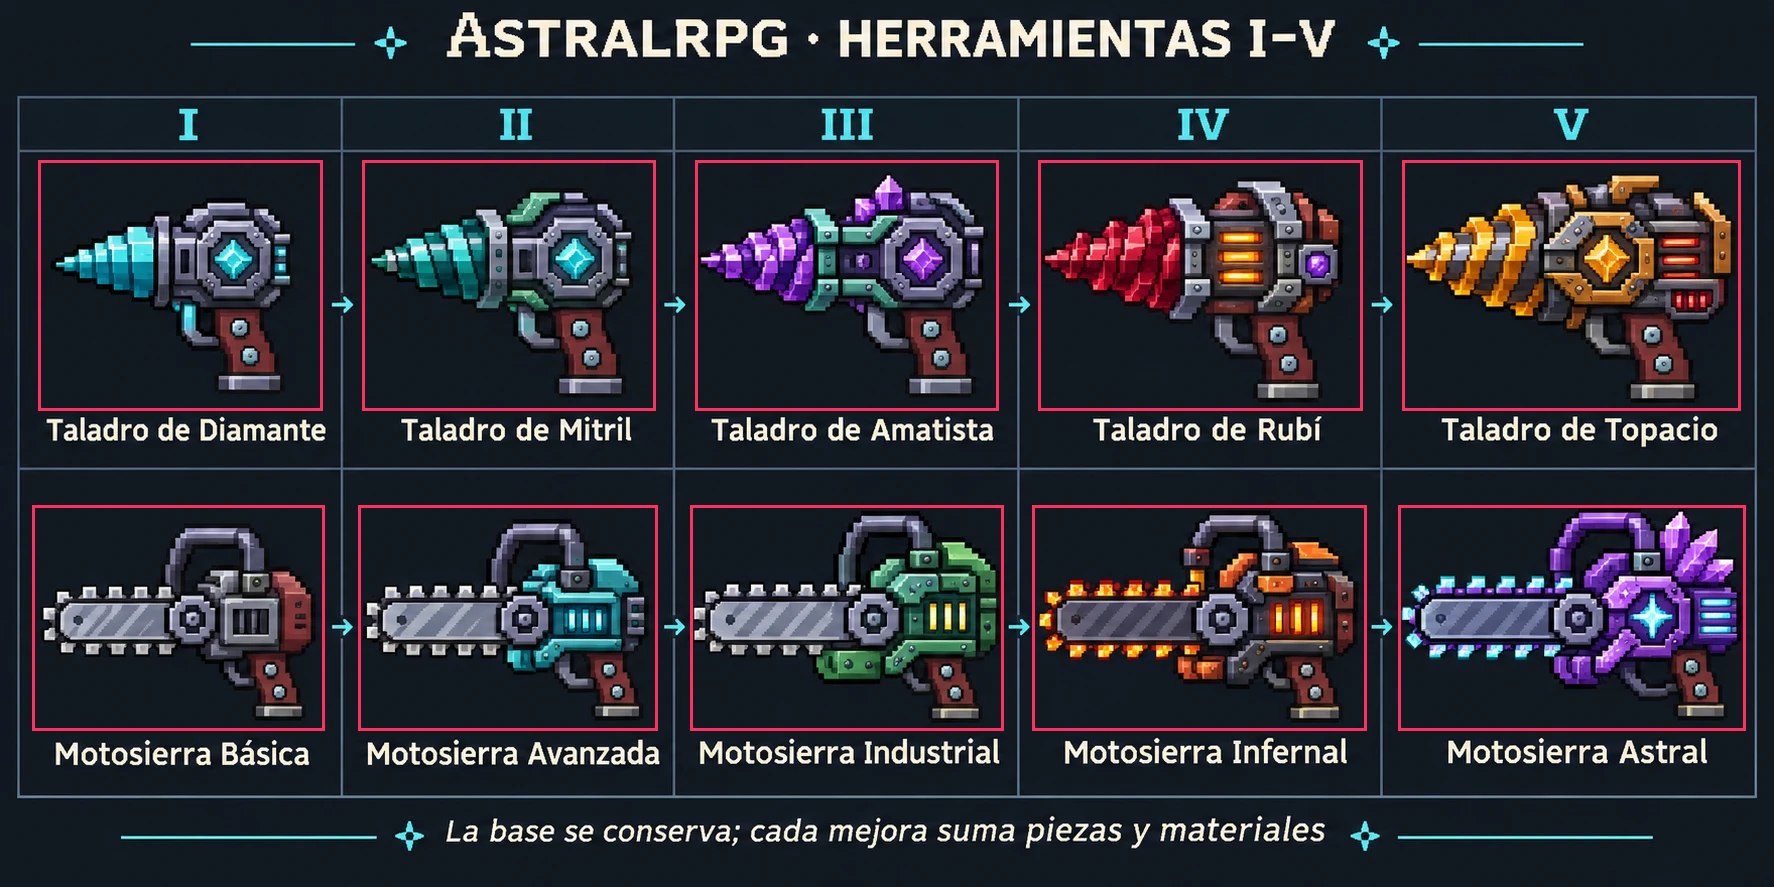 AstralRPG · Herramientas I–V
I
II
III
IV
V
Taladro de Diamante
Taladro de Mitril
Taladro de Amatista
Taladro de Rubí
Taladro de Topacio
Motosierra Básica
Motosierra Avanzada
Motosierra Industrial
Motosierra Infernal
Motosierra Astral
La base se conserva; cada mejora suma piezas y materiales